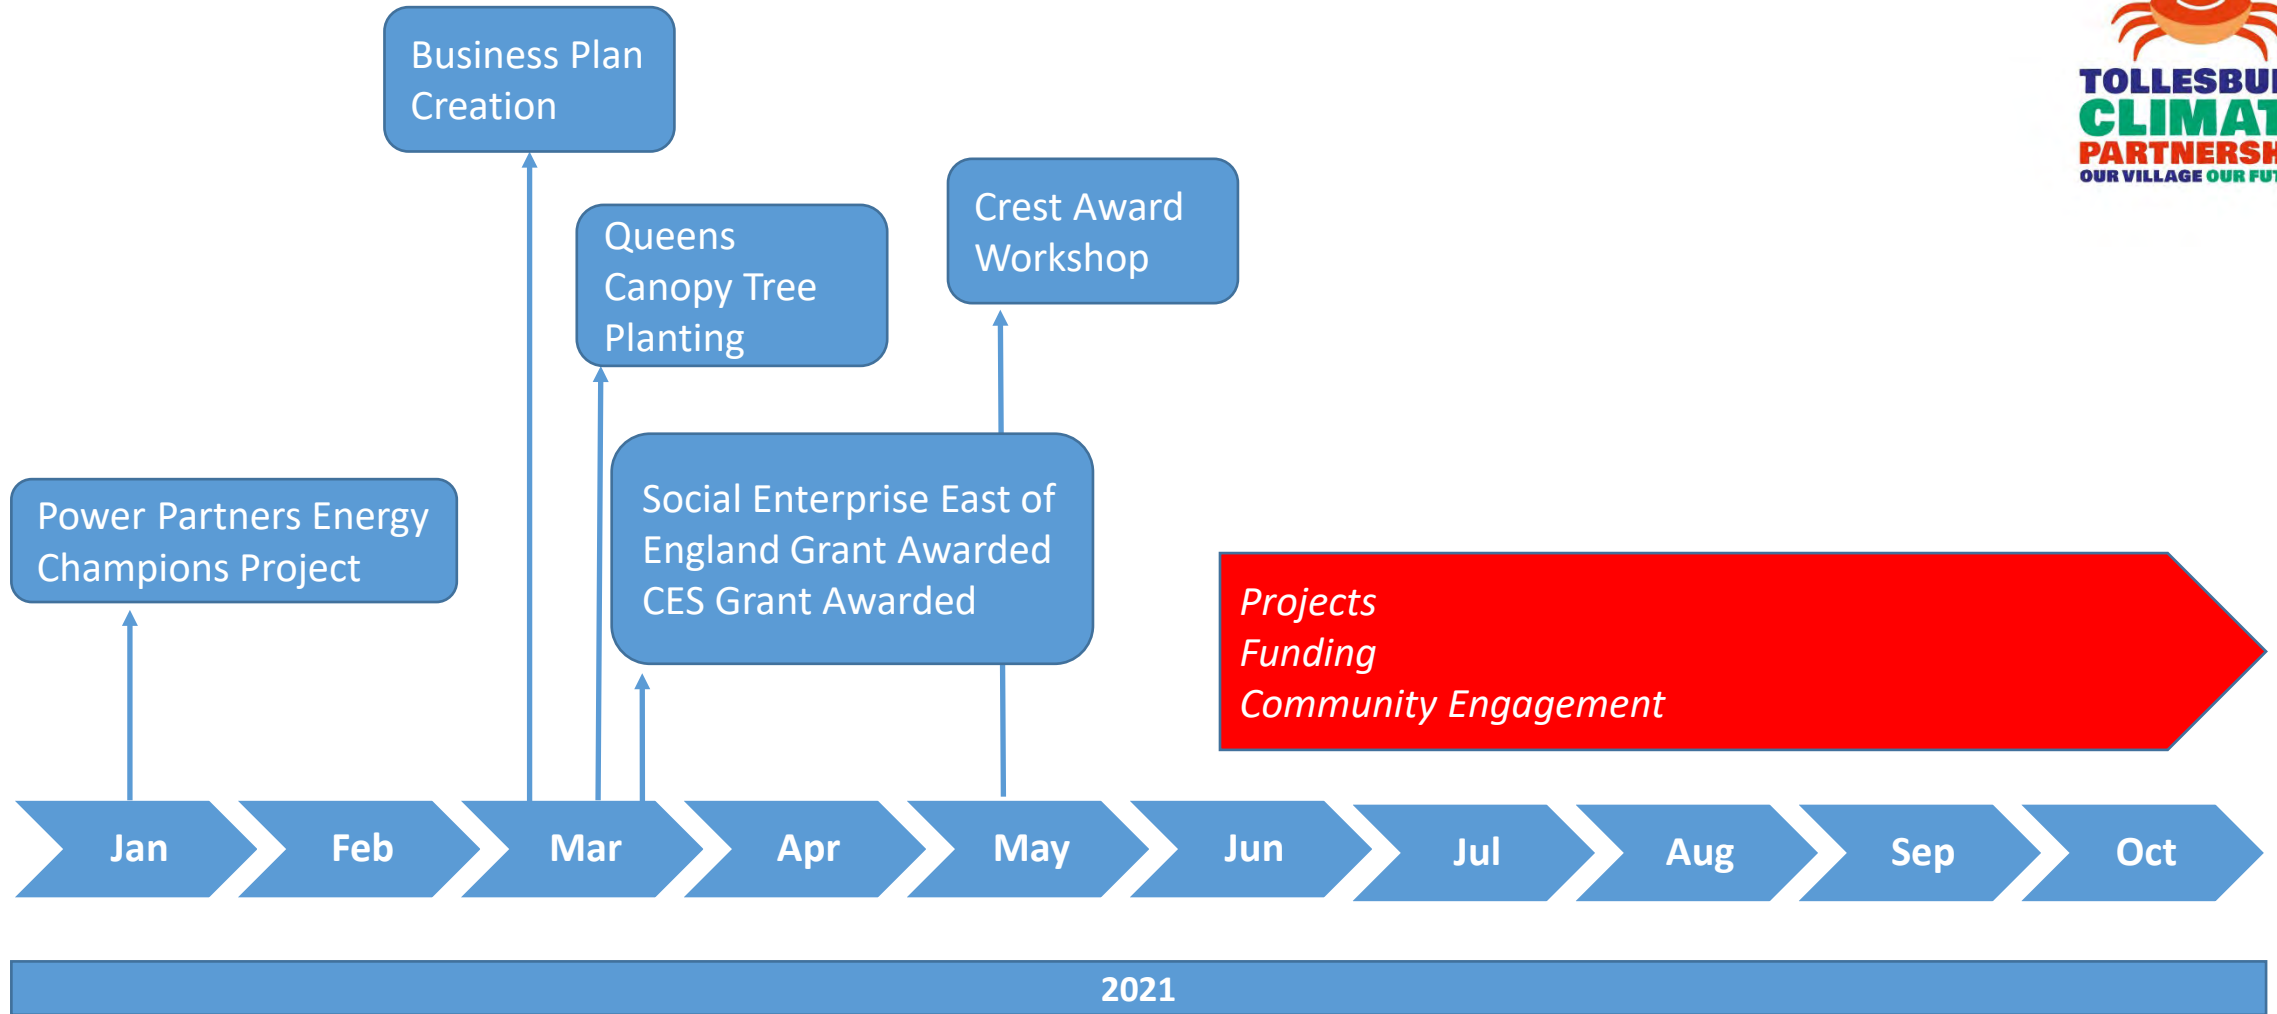 Business Plan
Creation
TOLLESBU
CLIMAT
PARTNERSH
OUR VILLAGE OUR FUT
Crest Award
Workshop
Queens
Canopy Tree
Planting
Social Enterprise East of
England Grant Awarded
CES Grant Awarded
Power Partners Energy
Champions Project
Projects
Funding
Community Engagement
Jan
Feb
Mar
Apr
May
Jun
Jul
Aug
Sep
Oct
2021